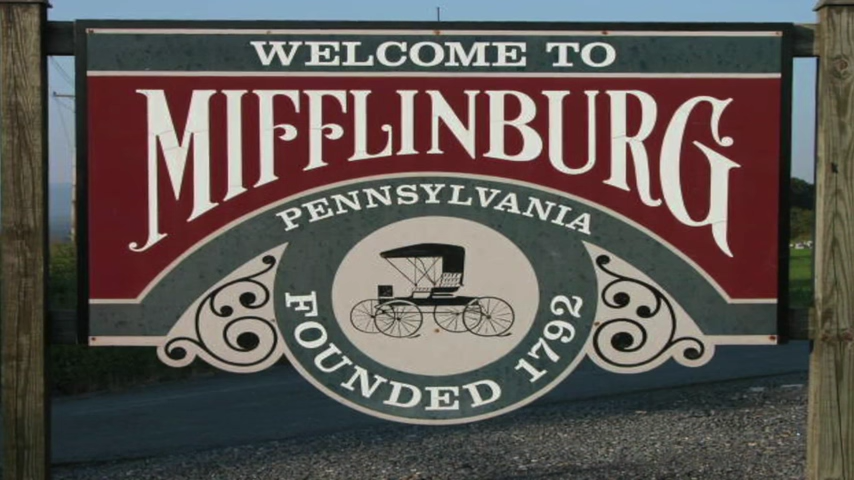 WELCOME TO
MIFFLINBURG
PENNSYLVANIA
FOUNDED 1792